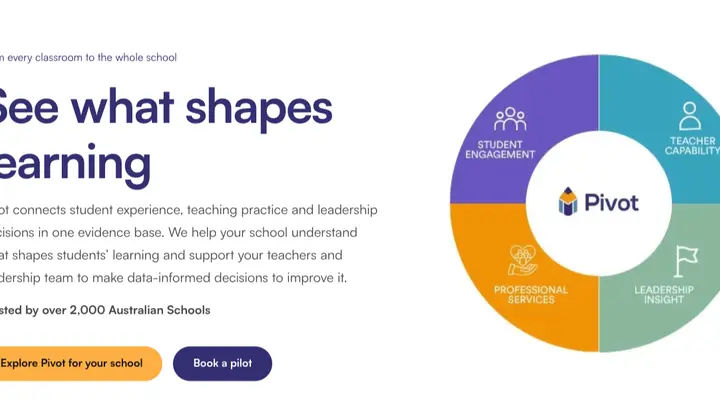 m every classroom to the whole school
See what shapes
earning
ot connects student experience, teaching practice and leadership
cisions in one evidence base. We help your school understand
at shapes students' learning and support your teachers and
dership team to make data-informed decisions to improve it.
sted by over 2,000 Australian Schools
Explore Pivot for your school
Book a pilot
STUDENT
ENGAGEMENT
TEACHER
CAPABILITY
Pivot
PROFESSIONAL
SERVICES
LEADERSHIP
INSIGHT